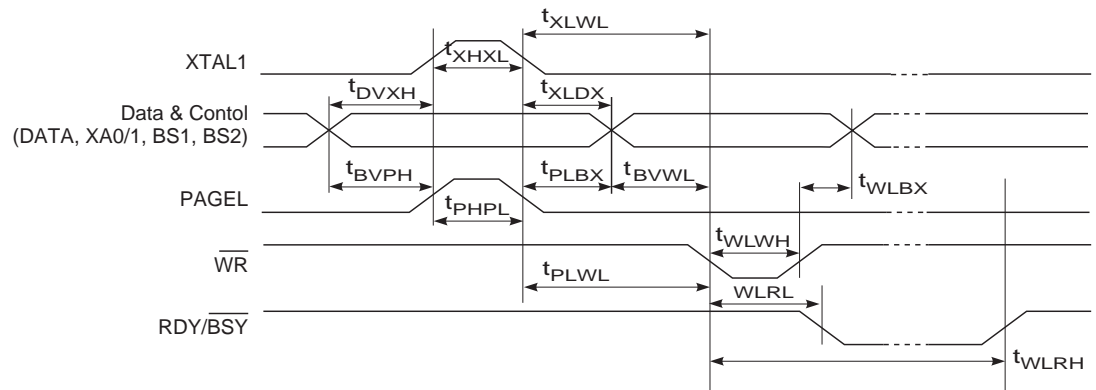 tXLWL
XTAL1
tXHXL
tDVXH
tXLDX
Data & Contol
(DATA, XA0/1, BS1, BS2)
tBVPH
tPLBX
tBVWL
tWLBX
PAGEL
tPHPL
tWLWH
WR
tPLWL
WLRL
RDY/BSY
tWLRH